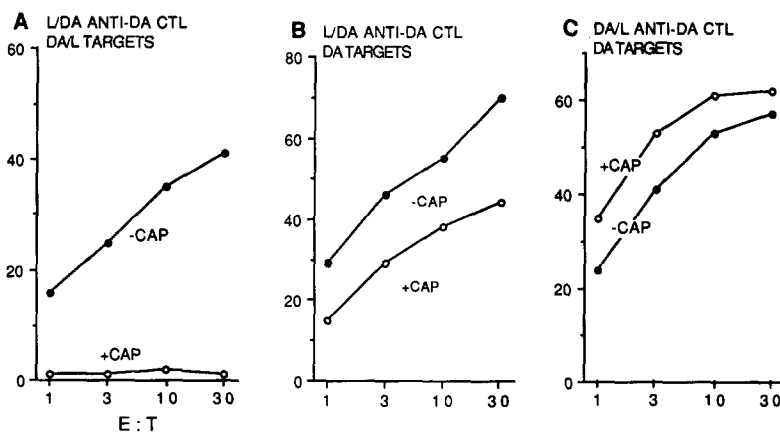 A L/DA ANTI-DA CTL
DA/L TARGETS
60
40
20
0
-CAP
+CAP
1 3 10 30
E : T
B L/DA ANTI-DA CTL
DA TARGETS
80
60
40
20
0
-CAP
+CAP
1 3 10 30
C DA/L ANTI-DA CTL
DA TARGETS
60
40
20
0
+CAP
-CAP
1 3 10 30